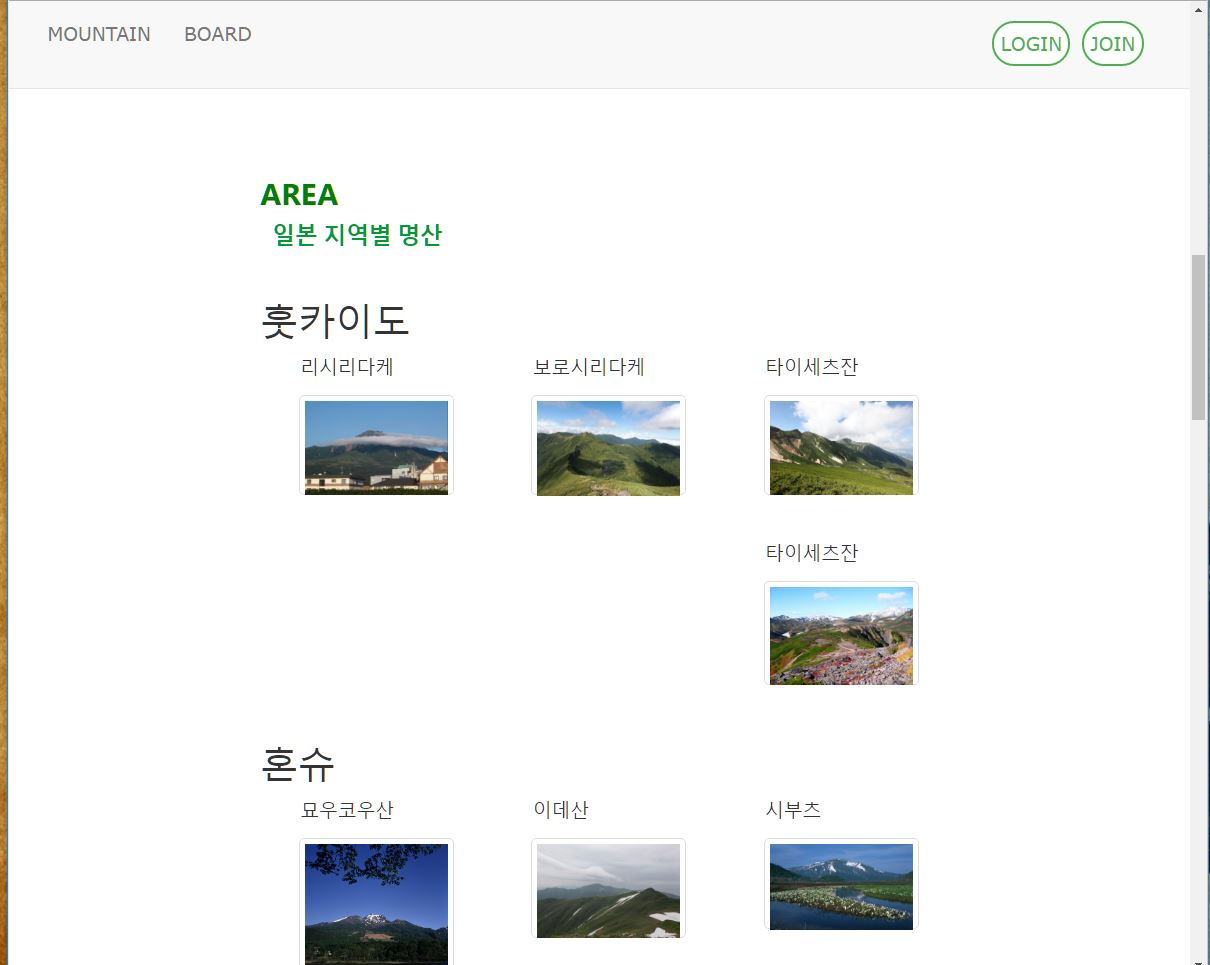 MOUNTAIN BOARD LOGIN JOIN
AREA
일본 지역별 명산
홋카이도
리시리다케 보로시리다케 타이세츠잔
타이세츠잔
혼슈
묘우코우산 이데산 시부츠